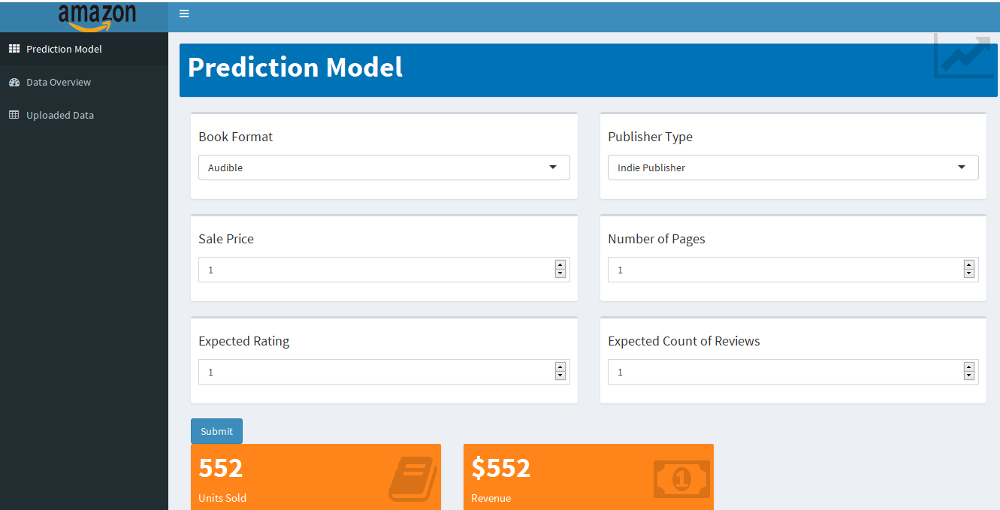 amazon
Prediction Model
Data Overview
Uploaded Data
Prediction Model
Book Format
Publisher Type
Audible
Indie Publisher
Sale Price
Number of Pages
1
1
Expected Rating
Expected Count of Reviews
1
1
Submit
552
Units Sold
$552
Revenue
1